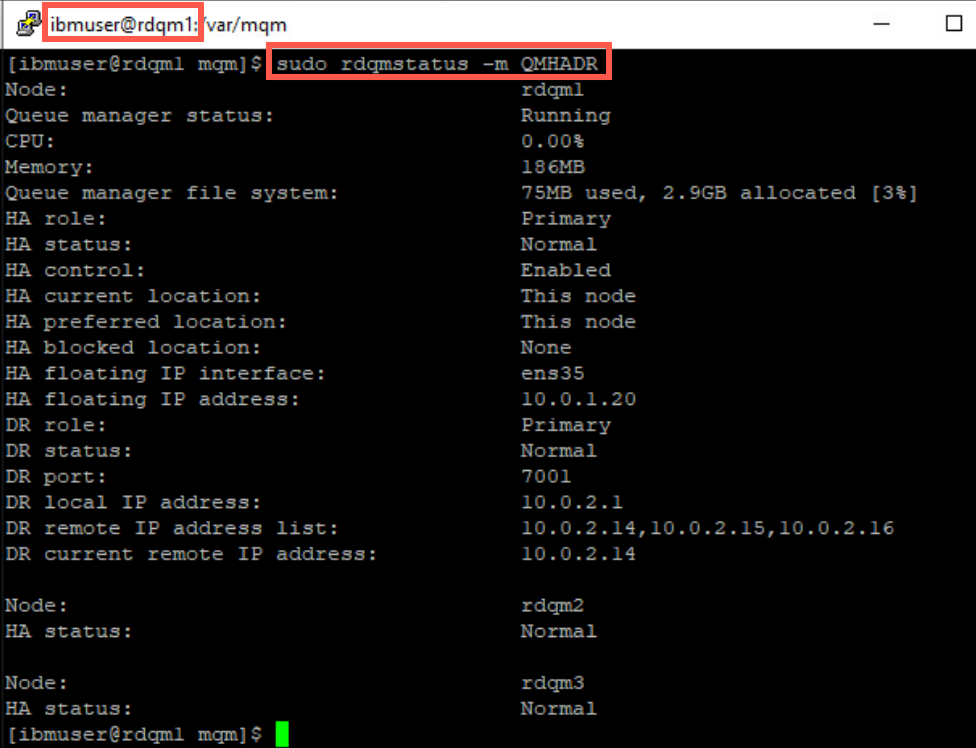 ibmuser@rdqm1:/var/mqm
[ibmuser@rdqm1 mqm]$ sudo rdqmstatus -m QMHADR
Node: rdqm1
Queue manager status: Running
CPU: 0.00%
Memory: 186MB
Queue manager file system: 75MB used, 2.9GB allocated [3%]
HA role: Primary
HA status: Normal
HA control: Enabled
HA current location: This node
HA preferred location: This node
HA blocked location: None
HA floating IP interface: ens35
HA floating IP address: 10.0.1.20
DR role: Primary
DR status: Normal
DR port: 7001
DR local IP address: 10.0.2.1
DR remote IP address list: 10.0.2.14,10.0.2.15,10.0.2.16
DR current remote IP address: 10.0.2.14
Node: rdqm2
HA status: Normal
Node: rdqm3
HA status: Normal
[ibmuser@rdqm1 mqm]$